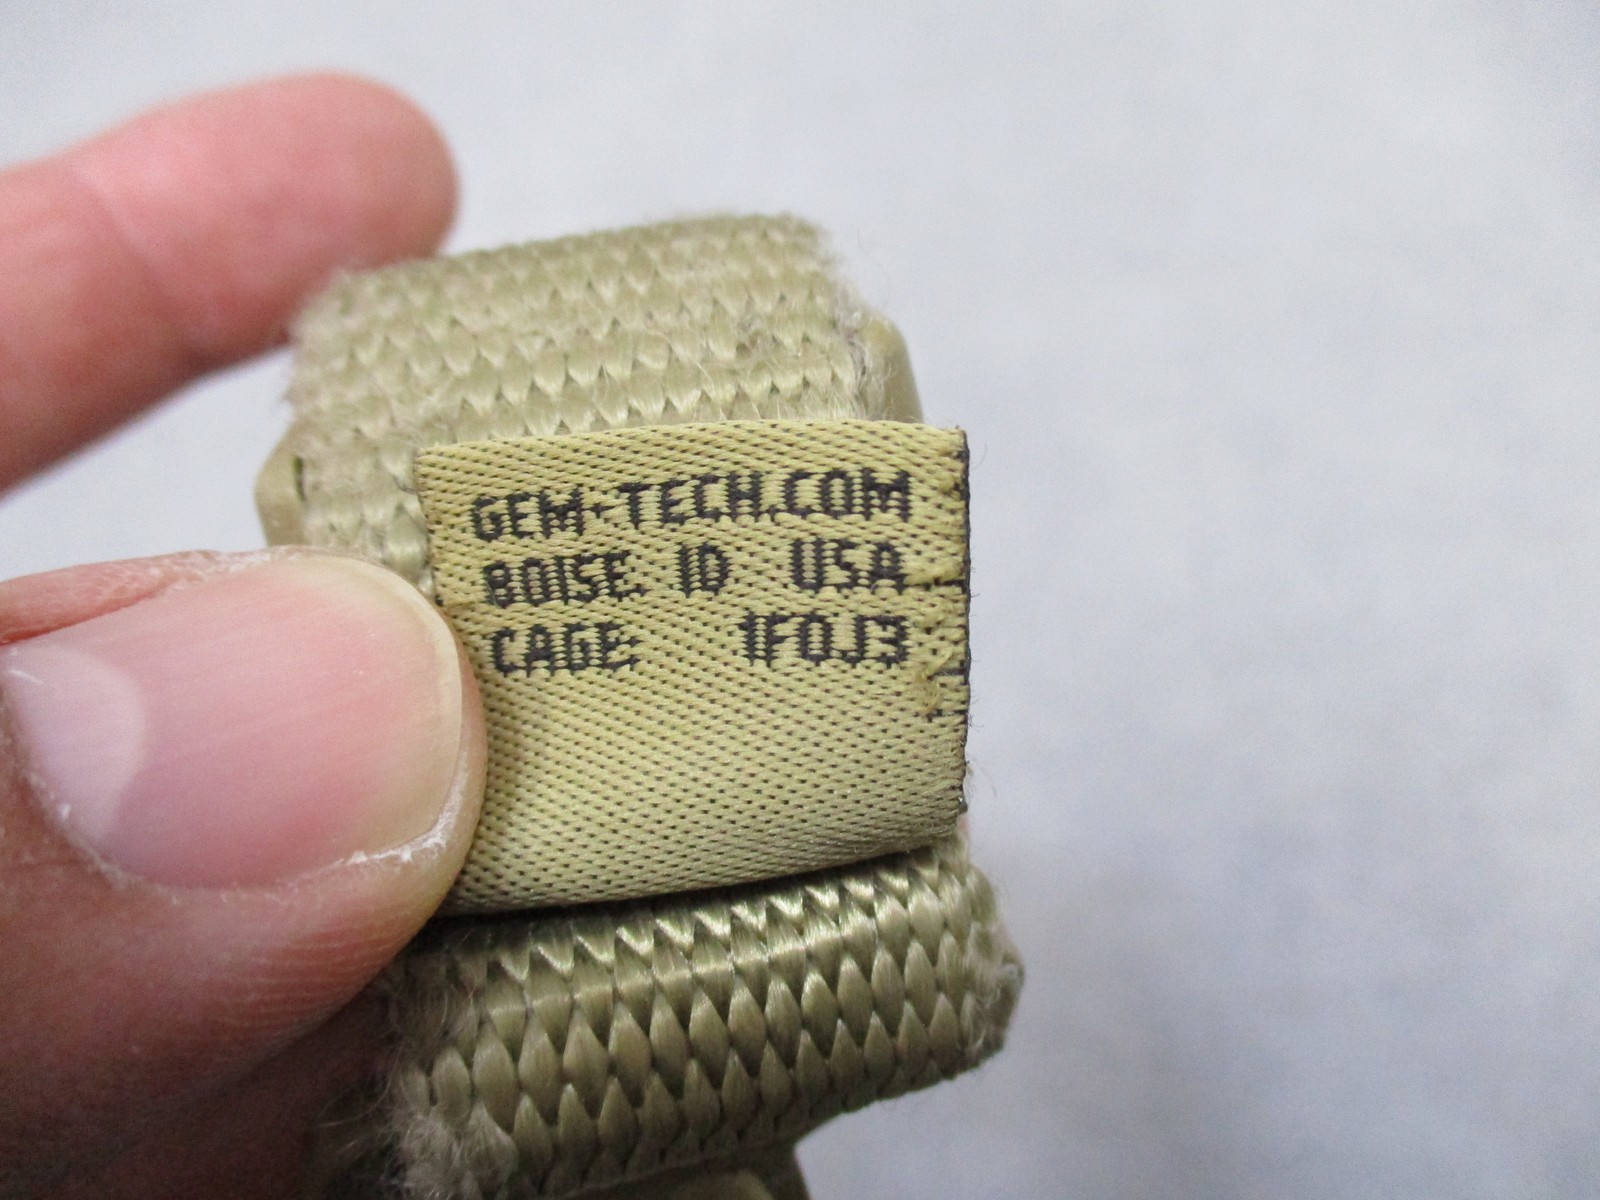 GEM-TECH.COM
BOISE ID USA
CAGE: 1F0J3